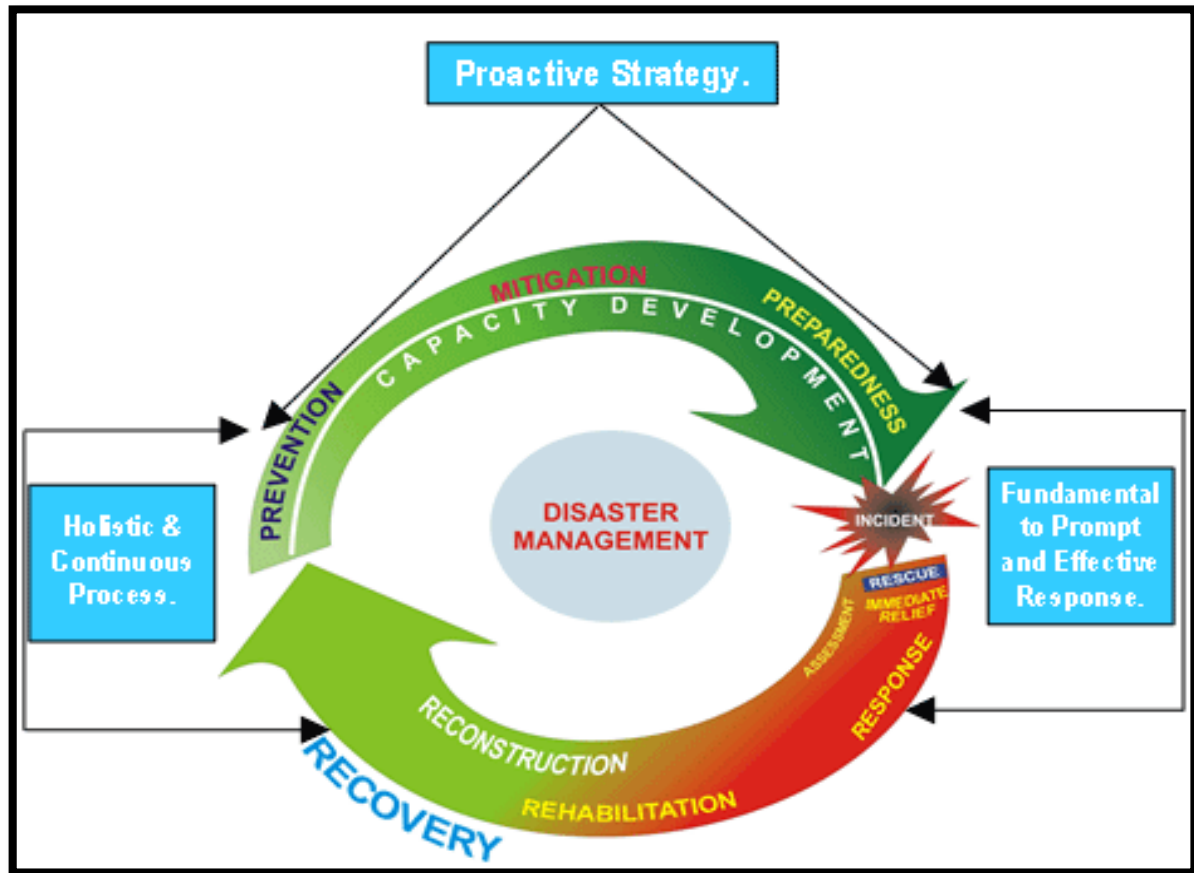 Proactive Strategy.
MITIGATION
CAPACITY DEVELOPMENT
PREPAREDNESS
PREVENTION
Holistic &
Continuous
Process.
DISASTER
MANAGEMENT
INCIDENT
Fundamental
to Prompt
and Effective
Response.
RESCUE
IMMEDIATE
RELIEF
ASSESSMENT
RESPONSE
RECONSTRUCTION
REHABILITATION
RECOVERY